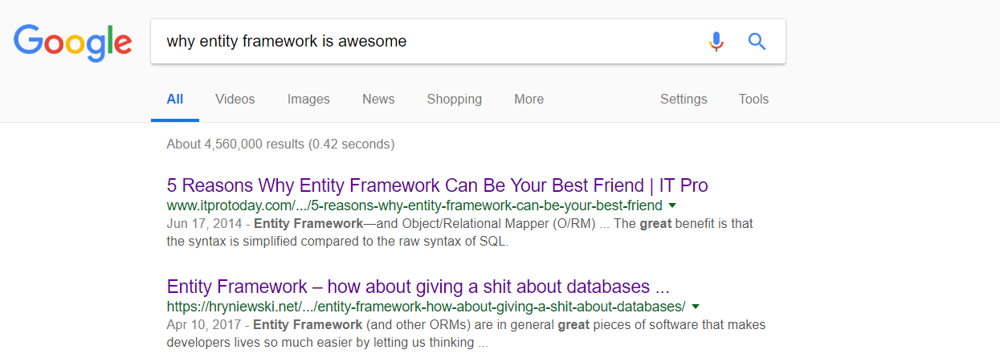 Google
why entity framework is awesome
All Videos Images News Shopping More Settings Tools
About 4,560,000 results (0.42 seconds)
5 Reasons Why Entity Framework Can Be Your Best Friend | IT Pro
www.itprotoday.com/.../5-reasons-why-entity-framework-can-be-your-best-friend
Jun 17, 2014 - Entity Framework—and Object/Relational Mapper (O/RM) ... The great benefit is that
the syntax is simplified compared to the raw syntax of SQL.
Entity Framework – how about giving a shit about databases ...
https://hryniewski.net/.../entity-framework-how-about-giving-a-shit-about-databases/
Apr 10, 2017 - Entity Framework (and other ORMs) are in general great pieces of software that makes
developers lives so much easier by letting us thinking ...